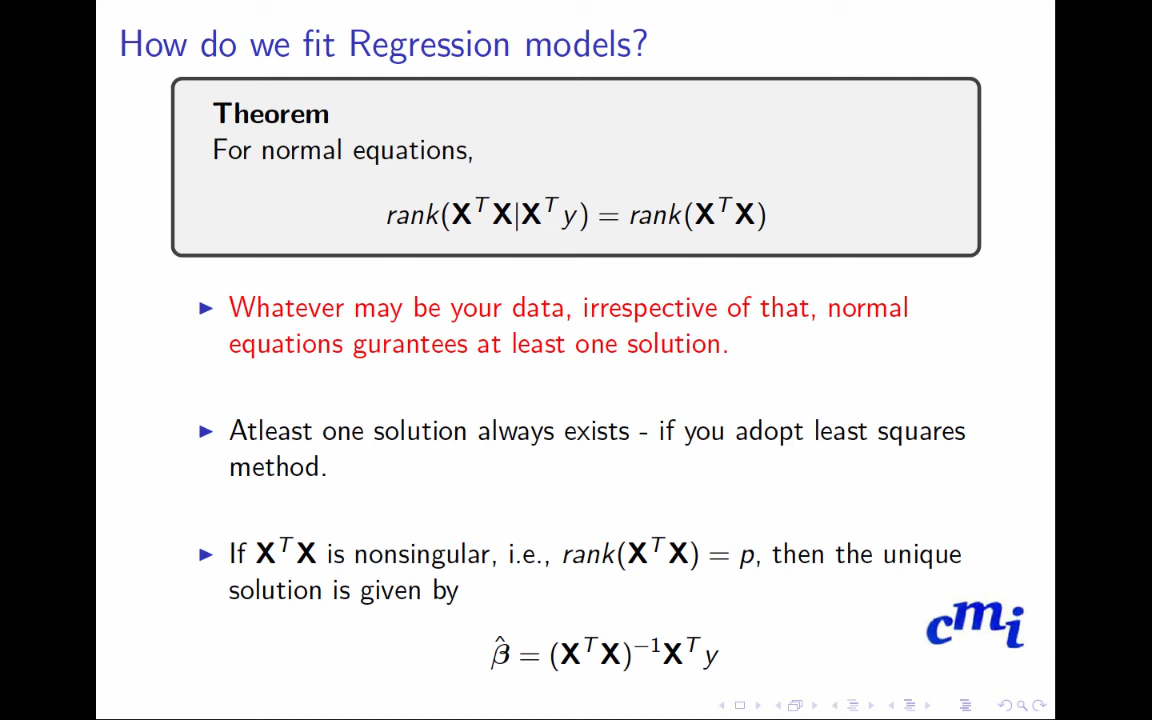 How do we fit Regression models?
Theorem
For normal equations,
rank(𝐗ᵀ𝐗|𝐗ᵀy) = rank(𝐗ᵀ𝐗)
Whatever may be your data, irrespective of that, normal
equations gurantees at least one solution.
Atleast one solution always exists - if you adopt least squares
method.
If 𝐗ᵀ𝐗 is nonsingular, i.e., rank(𝐗ᵀ𝐗) = p, then the unique
solution is given by
cmi
β̂ = (𝐗ᵀ𝐗)⁻¹𝐗ᵀy